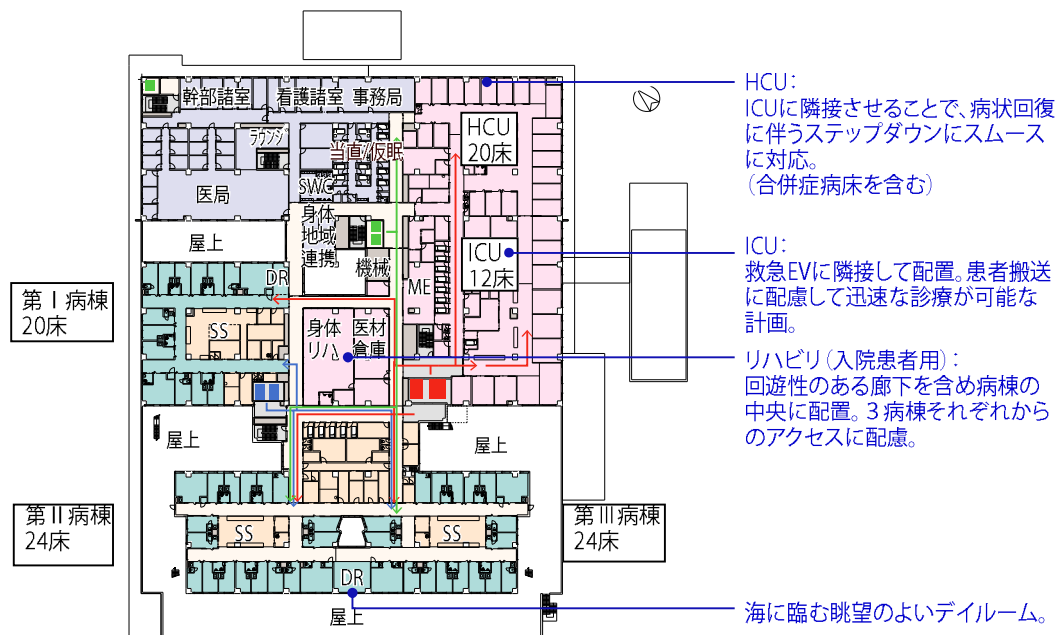 幹部諸室
看護諸室
事務局
ラウンジ
当直/仮眠
HCU
20床
SWC
医局
身体
地域
連携
機械
屋上
ICU
12床
DR
ME
第Ⅰ病棟
20床
SS
身体
リハ
医材
倉庫
屋上
屋上
第Ⅱ病棟
24床
SS
SS
第Ⅲ病棟
24床
DR
屋上
HCU：
ICUに隣接させることで、病状回復
に伴うステップダウンにスムース
に対応。
（合併症病床を含む）
ICU：
救急EVに隣接して配置。患者搬送
に配慮して迅速な診療が可能な
計画。
リハビリ（入院患者用）：
回遊性のある廊下を含め病棟の
中央に配置。３病棟それぞれから
のアクセスに配慮。
海に臨む眺望のよいデイルーム。